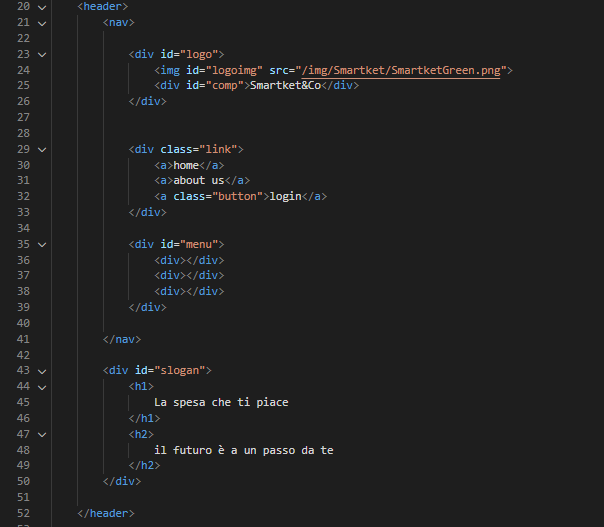 20 <header>
21 <nav>
22
23 <div id="logo">
24 <img id="logoimg" src="/img/Smartket/SmartketGreen.png">
25 <div id="comp">Smartket&Co</div>
26 </div>
27
28
29 <div class="link">
30 <a>home</a>
31 <a>about us</a>
32 <a class="button">login</a>
33 </div>
34
35 <div id="menu">
36 <div></div>
37 <div></div>
38 <div></div>
39 </div>
40
41 </nav>
42
43 <div id="slogan">
44 <h1>
45 La spesa che ti piace
46 </h1>
47 <h2>
48 il futuro è a un passo da te
49 </h2>
50 </div>
51
52 </header>